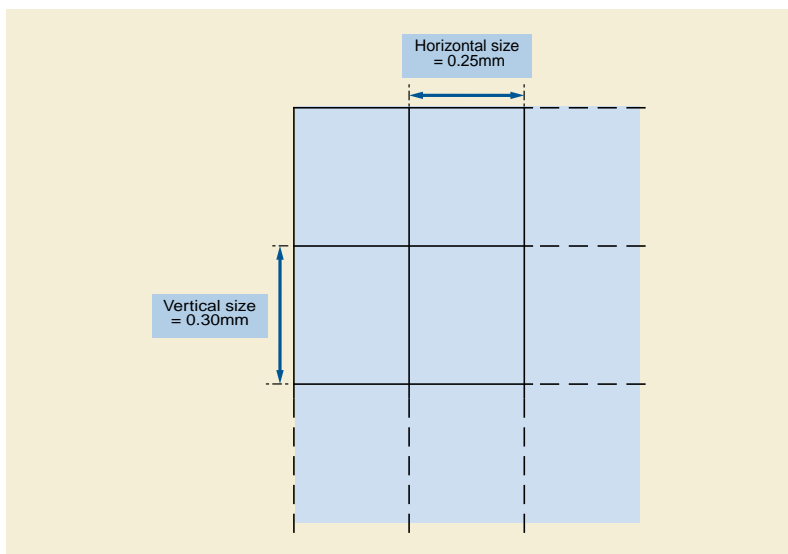 Horizontal size
= 0.25mm
Vertical size
= 0.30mm